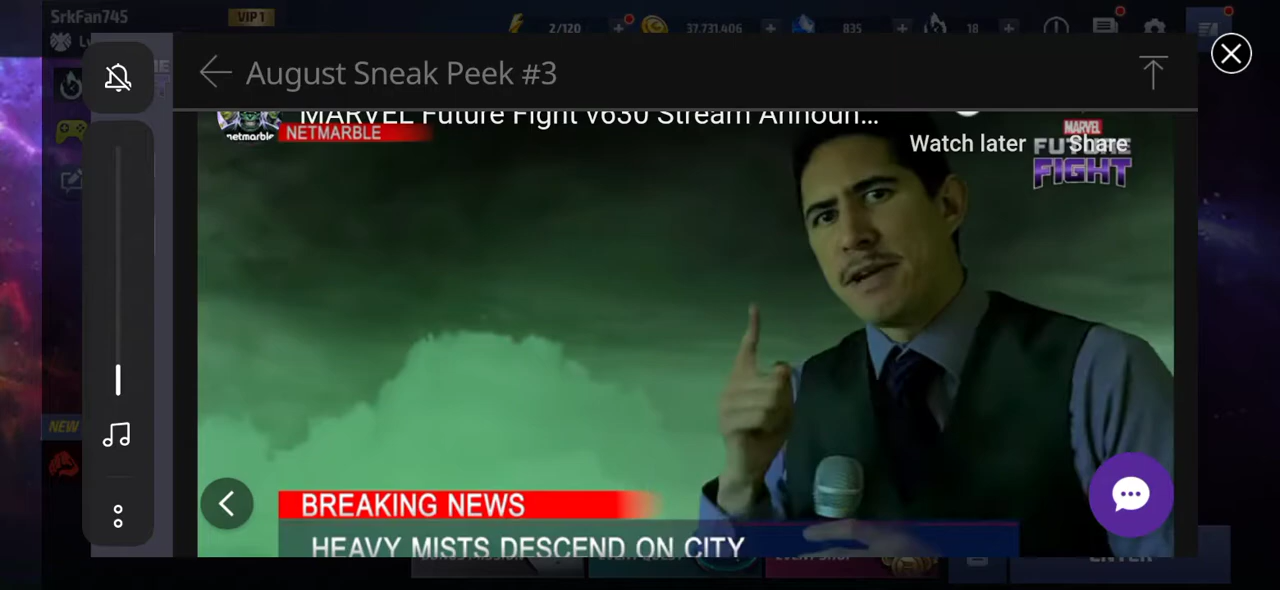 SrkFan745
VIP 1
2/120
37,731,406
835
18
August Sneak Peek #3
netmarble
MARVEL Future Fight v630 Stream Announ...
NETMARBLE
Watch later
Share
MARVEL
FUTURE
FIGHT
NEW
BREAKING NEWS
HEAVY MISTS DESCEND ON CITY
ENTER